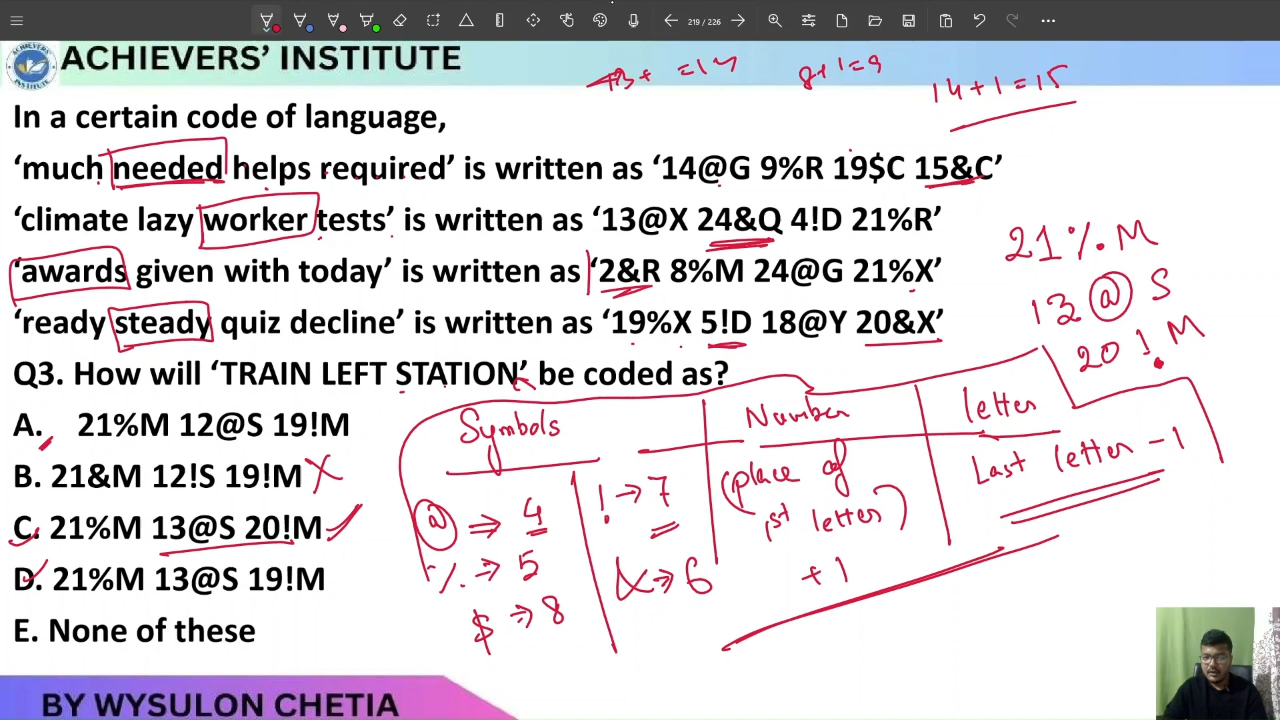 219 / 226
ACHIEVERS' INSTITUTE
= 14
8+1=9
14+1=15
In a certain code of language,
'much needed helps required' is written as '14@G 9%R 19$C 15&C'
'climate lazy worker tests' is written as '13@X 24&Q 4!D 21%R'
'awards given with today' is written as '2&R 8%M 24@G 21%X'
'ready steady quiz decline' is written as '19%X 5!D 18@Y 20&X'
21%M
13@S
20!M
Q3. How will 'TRAIN LEFT STATION' be coded as?
A. 21%M 12@S 19!M
B. 21&M 12!S 19!M
C. 21%M 13@S 20!M
D. 21%M 13@S 19!M
E. None of these
Symbols
@ ⇒ 4
% ⇒ 5
$ ⇒ 8
! → 7
& ⇒ 6
Number
(place of
1st letter)
+1
letter
Last letter -1
BY WYSULON CHETIA